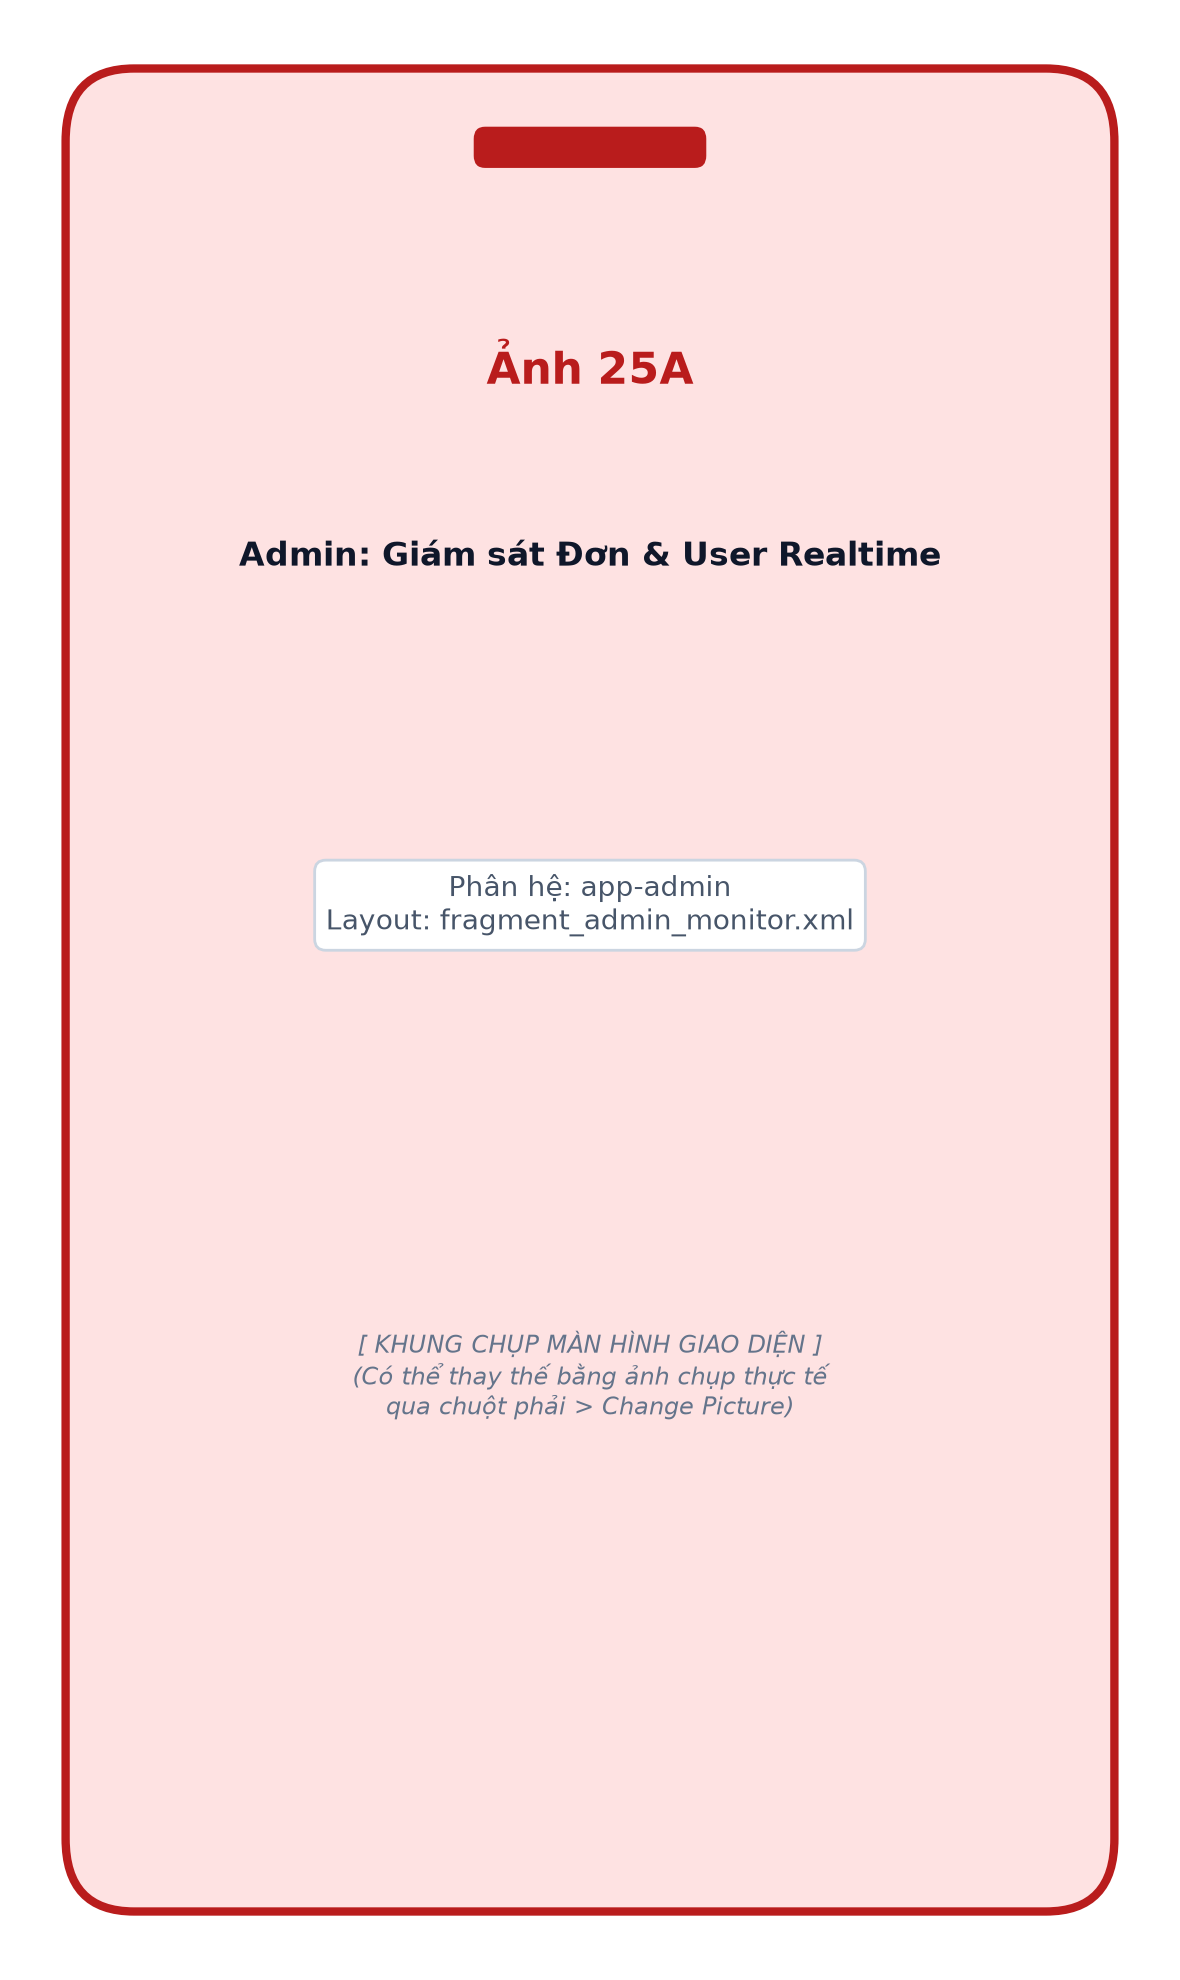 Ảnh 25A
Admin: Giám sát Đơn & User Realtime
Phân hệ: app-admin
Layout: fragment_admin_monitor.xml
[ KHUNG CHỤP MÀN HÌNH GIAO DIỆN ]
(Có thể thay thế bằng ảnh chụp thực tế
qua chuột phải > Change Picture)